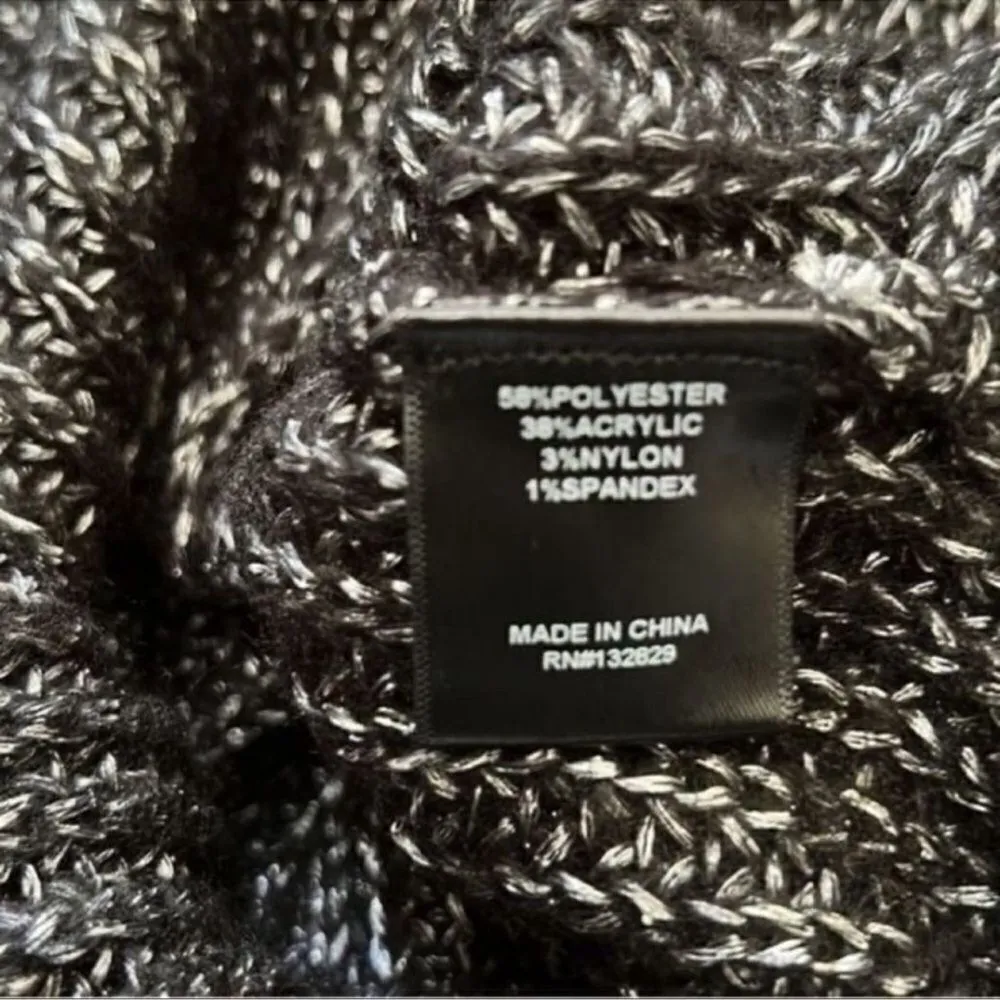 58%POLYESTER
38%ACRYLIC
3%NYLON
1%SPANDEX
MADE IN CHINA
RN#132829